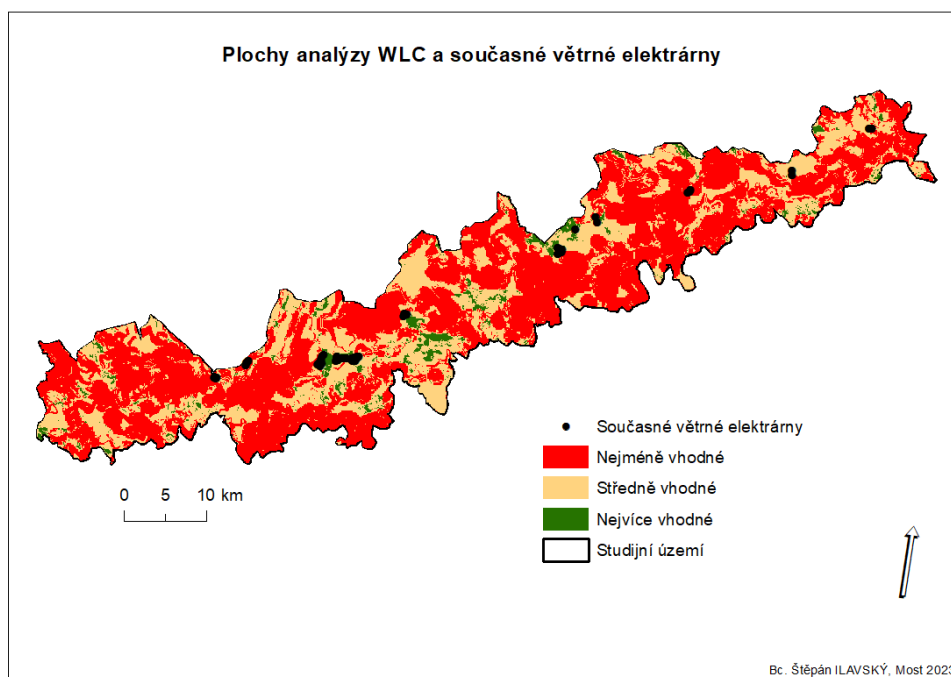 Plochy analýzy WLC a současné větrné elektrárny
Současné větrné elektrárny
Nejméně vhodné
Středně vhodné
Nejvíce vhodné
Studijní území
0 5 10 km
Bc. Štěpán ILAVSKÝ, Most 2023